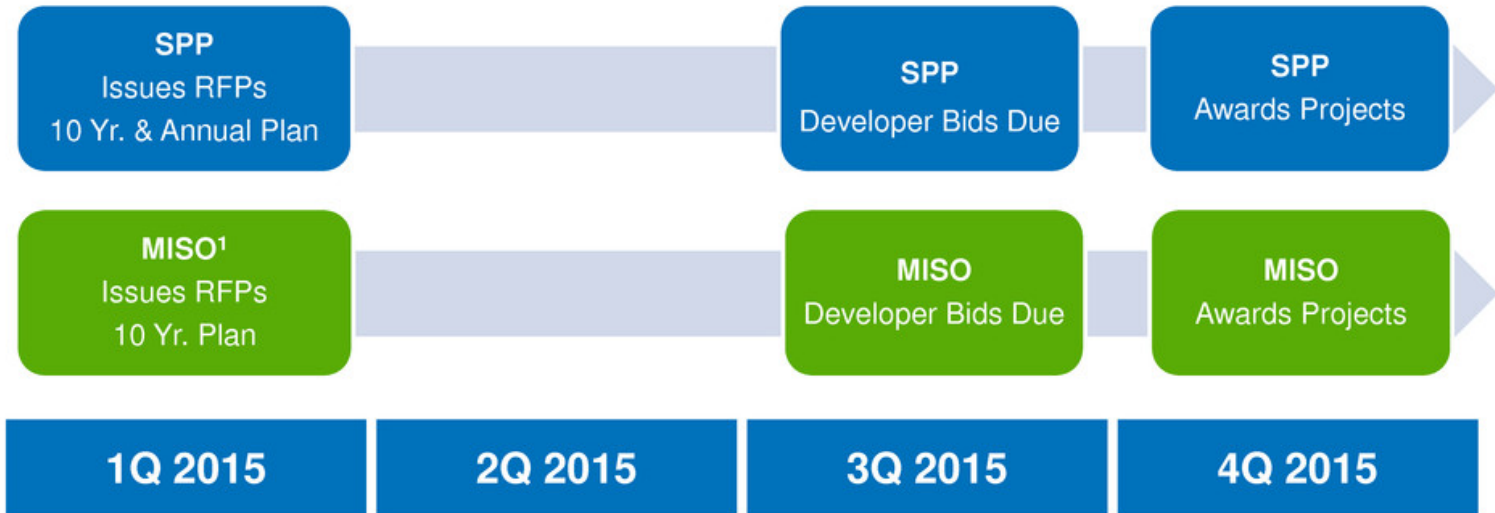 SPP
Issues RFPs
10 Yr. & Annual Plan
SPP
Developer Bids Due
SPP
Awards Projects
MISO¹
Issues RFPs
10 Yr. Plan
MISO
Developer Bids Due
MISO
Awards Projects
1Q 2015
2Q 2015
3Q 2015
4Q 2015